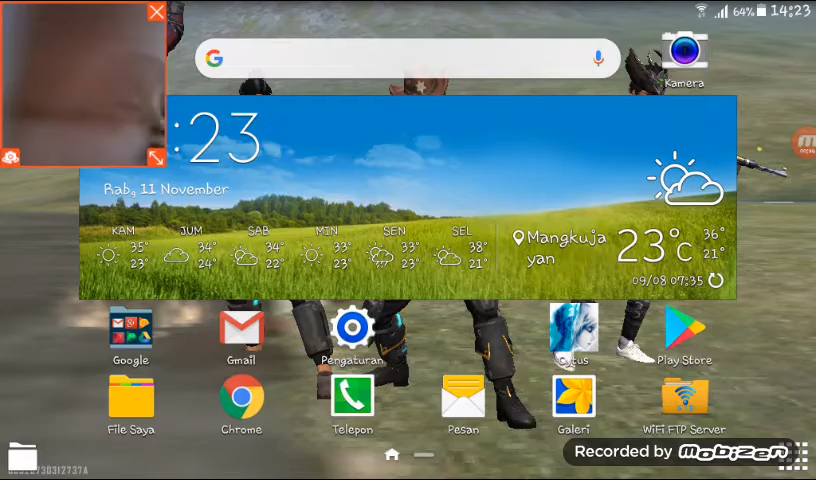 64% 14:23
Kamera
:23
Rab, 11 November
KAM JUM SAB MIN SEN SEL
35° 34° 34° 33° 33° 38°
23° 24° 22° 23° 23° 21°
Mangkuja
yan
23°C
36°
21°
09/08 07:35
Google Gmail Pengaturan Cytus Play Store
File Saya Chrome Telepon Pesan Galeri WiFi FTP Server
Recorded by MOBIZEN